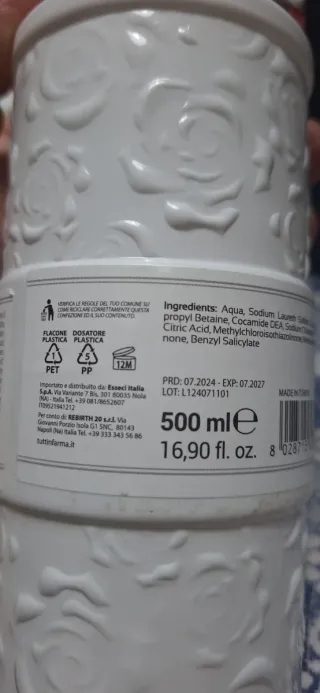 VERIFICA LE REGOLE DEL TUO COMUNE SU
COME RICICLARE CORRETTAMENTE QUESTA
CONFEZIONE ED IL SUO CONTENUTO.
FLACONE
PLASTICA
1
PET
DOSATORE
PLASTICA
5
PP
12M
Importato e distribuito da: Esseci Italia
S.p.A. Via Variante 7 Bis, 301 80035 Nola
(NA) - Italia Tel. +39 081/8652607
IT09521941212
Per conto di: REBIRTH 20 s.r.l. Via
Giovanni Porzio Isola G1 SNC, 80143
Napoli (Na) Italia Tel. +39 333 343 56 86
tuttinfarma.it
Ingredients: Aqua, Sodium Laureth
propyl Betaine, Cocamide DEA, Sodium
Citric Acid, Methylchloroisothiazolinone,
none, Benzyl Salicylate
PRD: 07.2024 - EXP: 07.2027
LOT: L124071101
MADE IN
500 ml e
16,90 fl. oz.
8